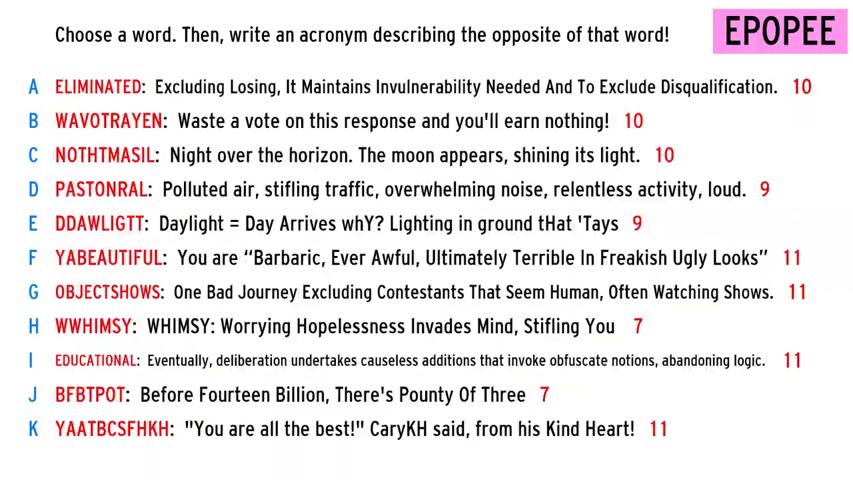 Choose a word. Then, write an acronym describing the opposite of that word!
EPOPEE
A ELIMINATED: Excluding Losing, It Maintains Invulnerability Needed And To Exclude Disqualification. 10
B WAVOTRAYEN: Waste a vote on this response and you'll earn nothing! 10
C NOTHTMASIL: Night over the horizon. The moon appears, shining its light. 10
D PASTONRAL: Polluted air, stifling traffic, overwhelming noise, relentless activity, loud. 9
E DDAWLIGTT: Daylight = Day Arrives whY? Lighting in ground tHat 'Tays 9
F YABEAUTIFUL: You are “Barbaric, Ever Awful, Ultimately Terrible In Freakish Ugly Looks” 11
G OBJECTSHOWS: One Bad Journey Excluding Contestants That Seem Human, Often Watching Shows. 11
H WWHIMSY: WHIMSY: Worrying Hopelessness Invades Mind, Stifling You 7
I EDUCATIONAL: Eventually, deliberation undertakes causeless additions that invoke obfuscate notions, abandoning logic. 11
J BFBTPOT: Before Fourteen Billion, There's Pounty Of Three 7
K YAATBCSFHKH: "You are all the best!" CaryKH said, from his Kind Heart! 11